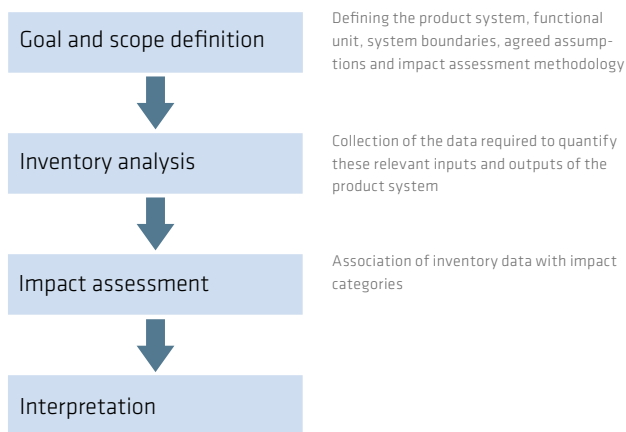 Goal and scope definition
Defining the product system, functional
unit, system boundaries, agreed assump-
tions and impact assessment methodology
Inventory analysis
Collection of the data required to quantify
these relevant inputs and outputs of the
product system
Impact assessment
Association of inventory data with impact
categories
Interpretation